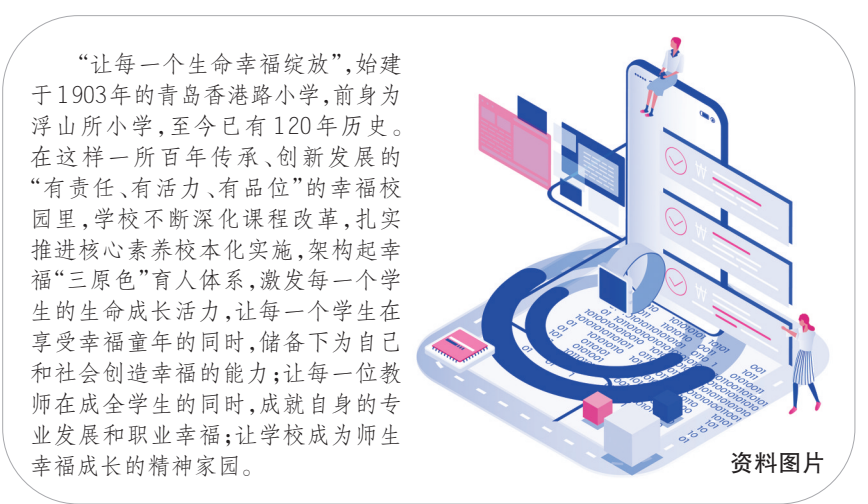 “让每一个生命幸福绽放”,始建
于1903年的青岛香港路小学,前身为
浮山所小学,至今已有120年历史。
在这样一所百年传承、创新发展的
“有责任、有活力、有品位”的幸福校
园里,学校不断深化课程改革,扎实
推进核心素养校本化实施,架构起幸
福“三原色”育人体系,激发每一个学
生的生命成长活力,让每一个学生在
享受幸福童年的同时,储备下为自己
和社会创造幸福的能力;让每一位教
师在成全学生的同时,成就自身的专
业发展和职业幸福;让学校成为师生
幸福成长的精神家园。
资料图片